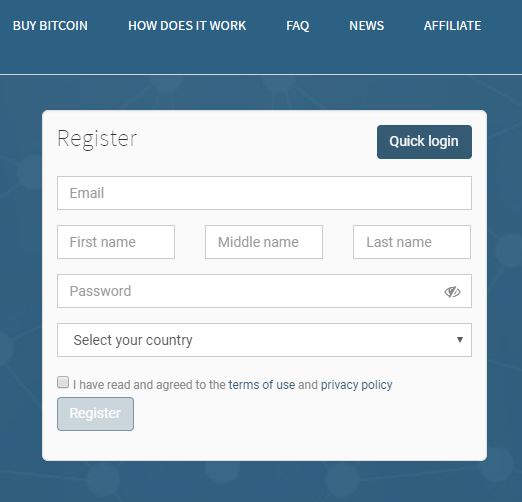 BUY BITCOIN HOW DOES IT WORK FAQ NEWS AFFILIATE
Register Quick login
Email
First name Middle name Last name
Password
Select your country
I have read and agreed to the terms of use and privacy policy
Register